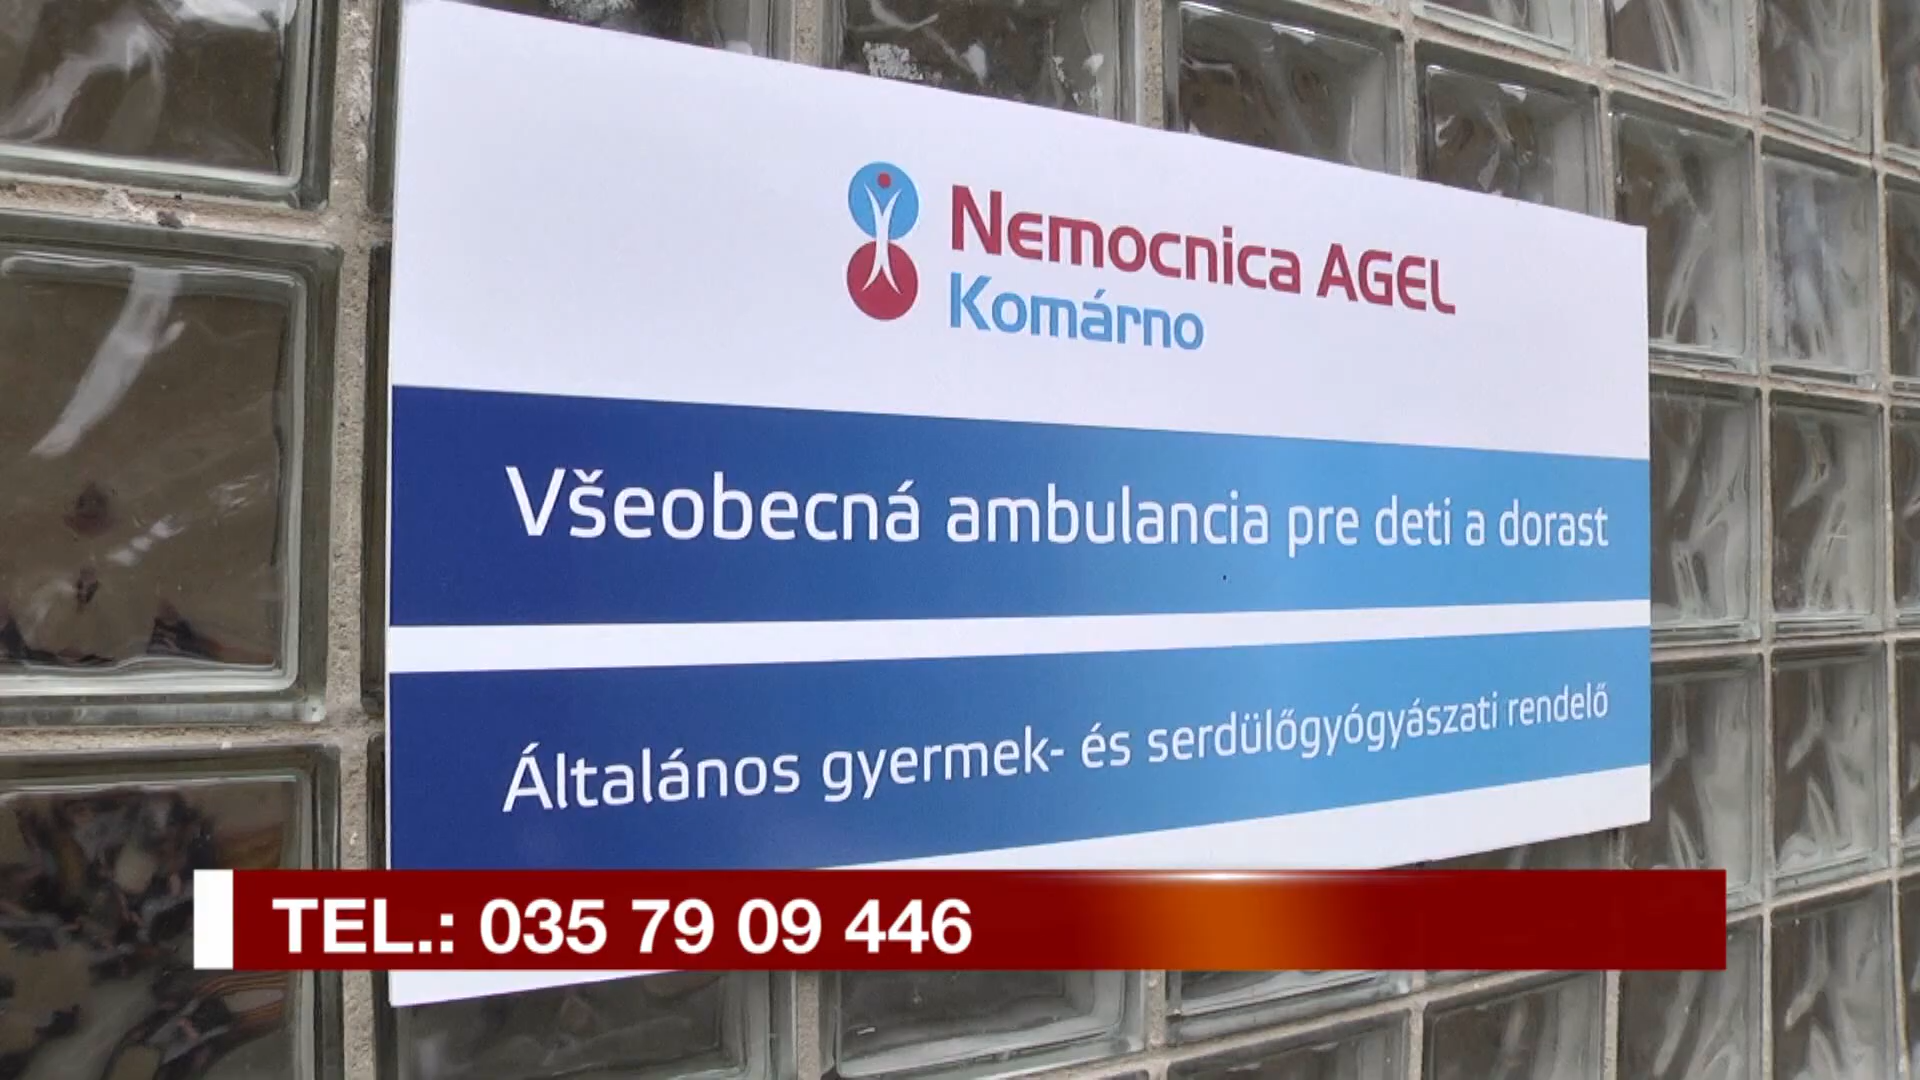 Nemocnica AGEL
Komárno
Všeobecná ambulancia pre deti a dorast
Általános gyermek- és serdülőgyógyászati rendelő
TEL.: 035 79 09 446